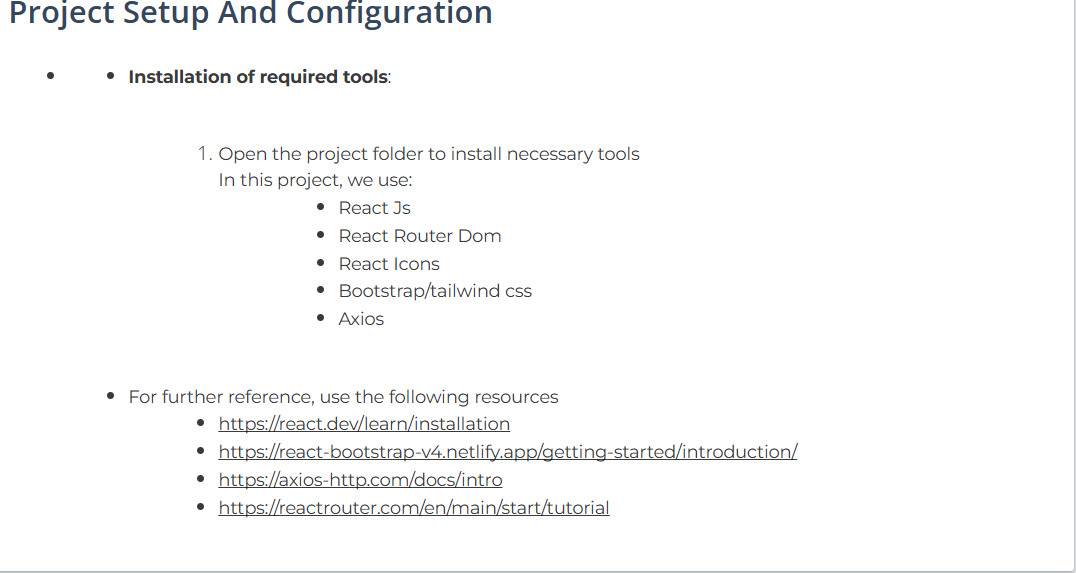 Project Setup And Configuration
Installation of required tools:
1. Open the project folder to install necessary tools
In this project, we use:
React Js
React Router Dom
React Icons
Bootstrap/tailwind css
Axios
For further reference, use the following resources
https://react.dev/learn/installation
https://react-bootstrap-v4.netlify.app/getting-started/introduction/
https://axios-http.com/docs/intro
https://reactrouter.com/en/main/start/tutorial